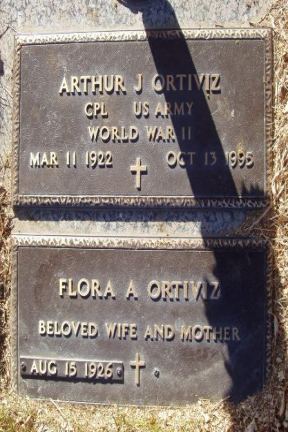 ARTHUR J ORTIVIZ
CPL US ARMY
WORLD WAR II
MAR 11 1922 OCT 13 1995
FLORA A ORTIVIZ
BELOVED WIFE AND MOTHER
AUG 15 1926